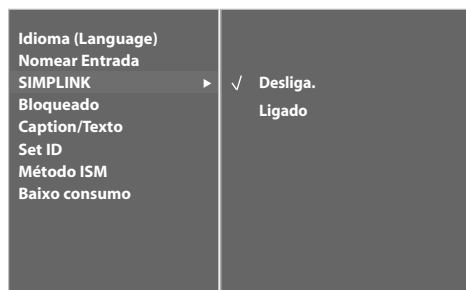 Idioma (Language)
Nomear Entrada
SIMPLINK
Bloqueado
Caption/Texto
Set ID
Método ISM
Baixo consumo
Desliga.
Ligado